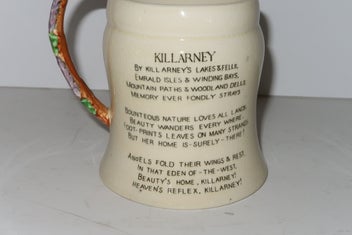 KILLARNEY
BY KILLARNEY'S LAKES & FELLS,
EMRALD ISLES & WINDING BAYS,
MOUNTAIN PATHS & WOODLAND DELLS,
MEMORY EVER FONDLY STRAYS
BOUNTEOUS NATURE LOVES ALL LANDS
BEAUTY WANDERS EVERY WHERE
FOOT-PRINTS LEAVES ON MANY STRANDS
BUT HER HOME IS-SURELY-THERE!
ANGELS FOLD THEIR WINGS & REST,
IN THAT EDEN-OF-THE-WEST,
BEAUTY'S HOME, KILLARNEY!
HEAVEN'S REFLEX, KILLARNEY!